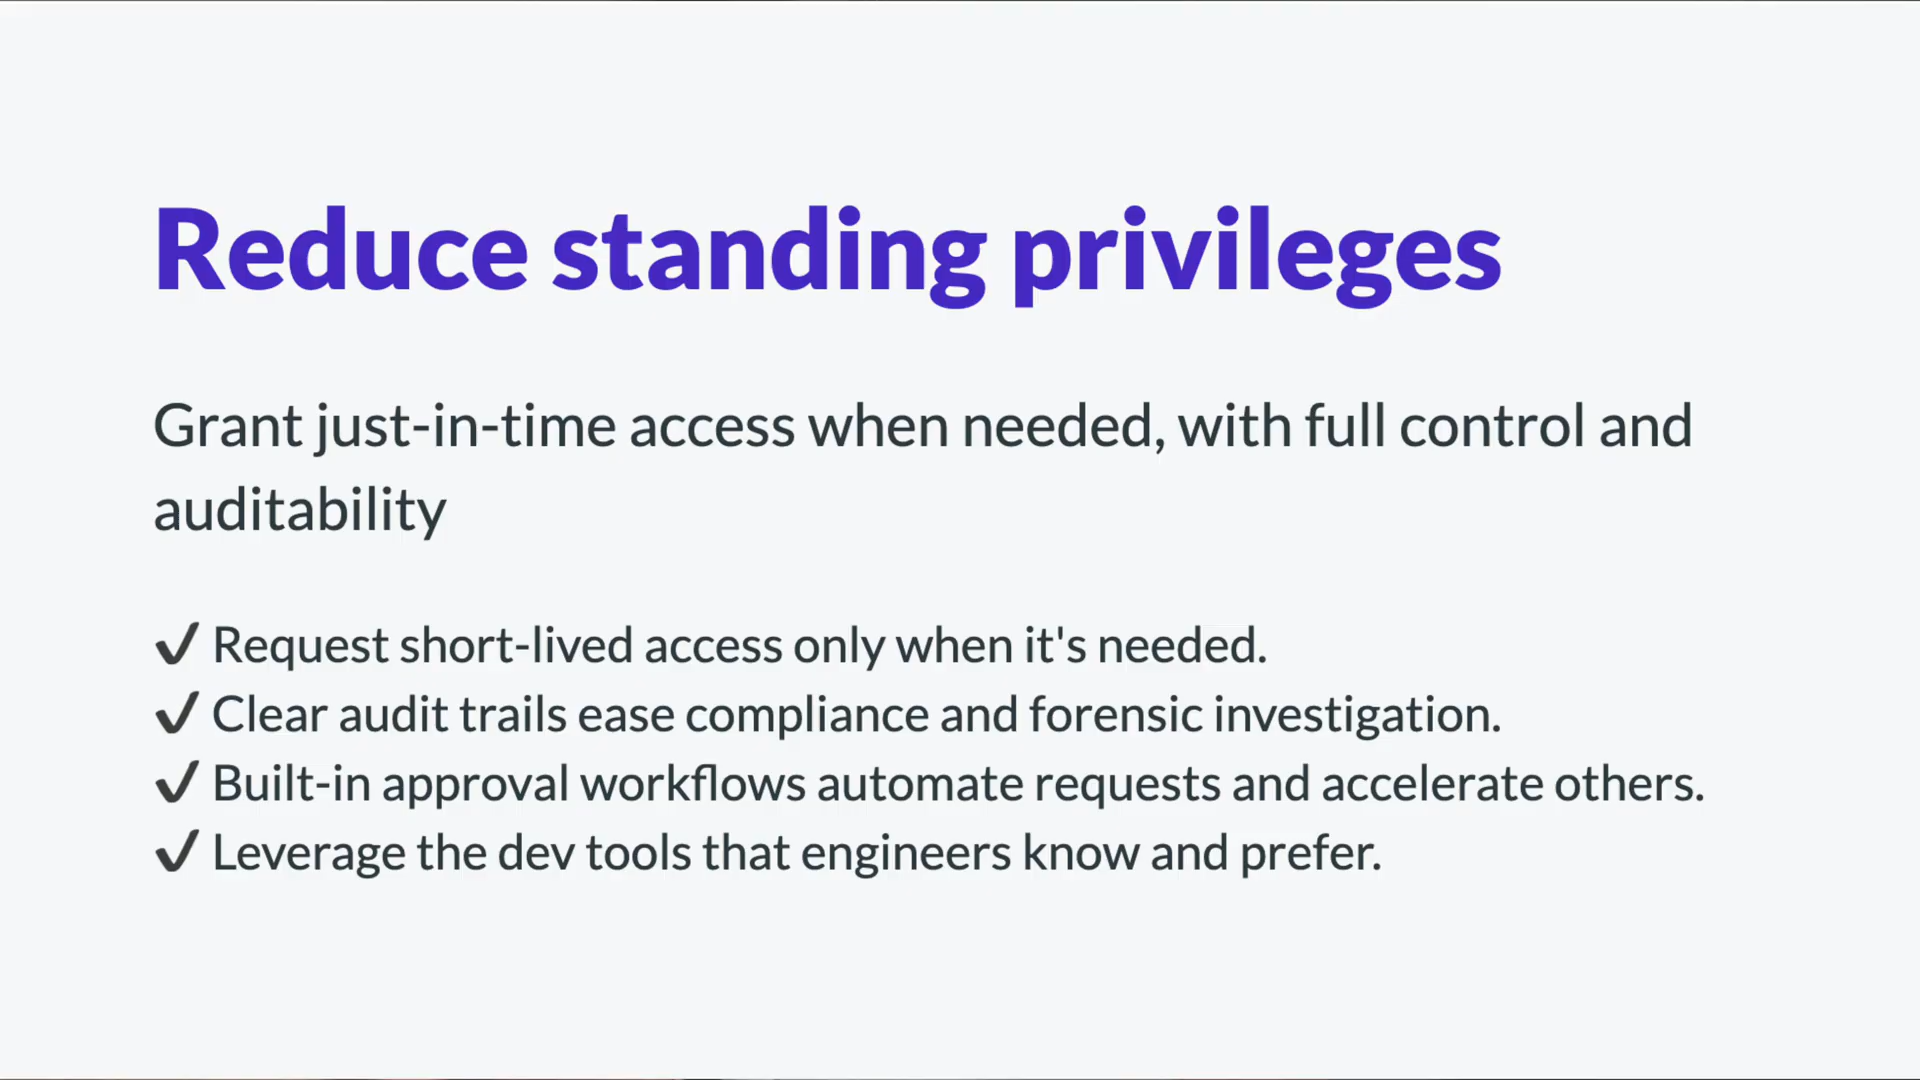 Reduce standing privileges
Grant just-in-time access when needed, with full control and
auditability
✔ Request short-lived access only when it's needed.
✔ Clear audit trails ease compliance and forensic investigation.
✔ Built-in approval workflows automate requests and accelerate others.
✔ Leverage the dev tools that engineers know and prefer.